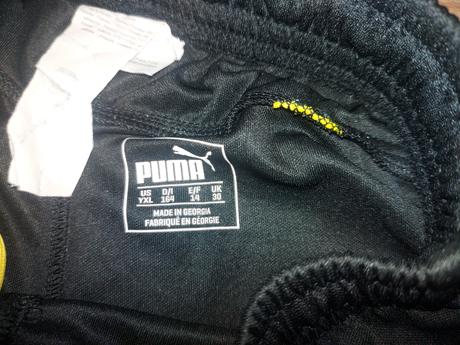 PUMA
US D/I E/F UK
YXL 164 14 30
MADE IN GEORGIA
FABRIQUÉ EN GÉORGIE